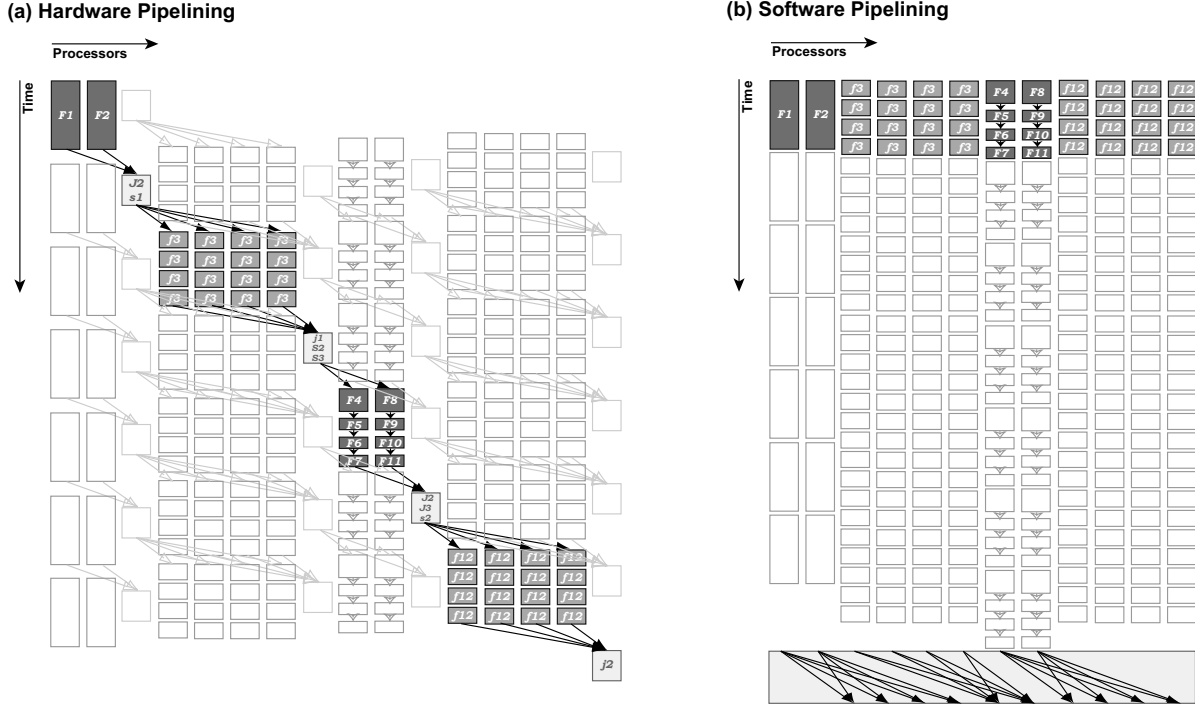 (a) Hardware Pipelining
(b) Software Pipelining
Processors
Time
F1 F2
J2
s1
f3 f3 f3 f3
f3 f3 f3 f3
f3 f3 f3 f3
f3 f3 f3 f3
j1
S2
S3
F4 F8
F5 F9
F6 F10
F7 F11
J2
J3
s2
f12 f12 f12 f12
f12 f12 f12 f12
f12 f12 f12 f12
f12 f12 f12 f12
j2
Processors
Time
F1 F2 f3 f3 f3 f3 F4 F8 f12 f12 f12 f12
f3 f3 f3 f3 F5 F9 f12 f12 f12 f12
f3 f3 f3 f3 F6 F10 f12 f12 f12 f12
f3 f3 f3 f3 F7 F11 f12 f12 f12 f12